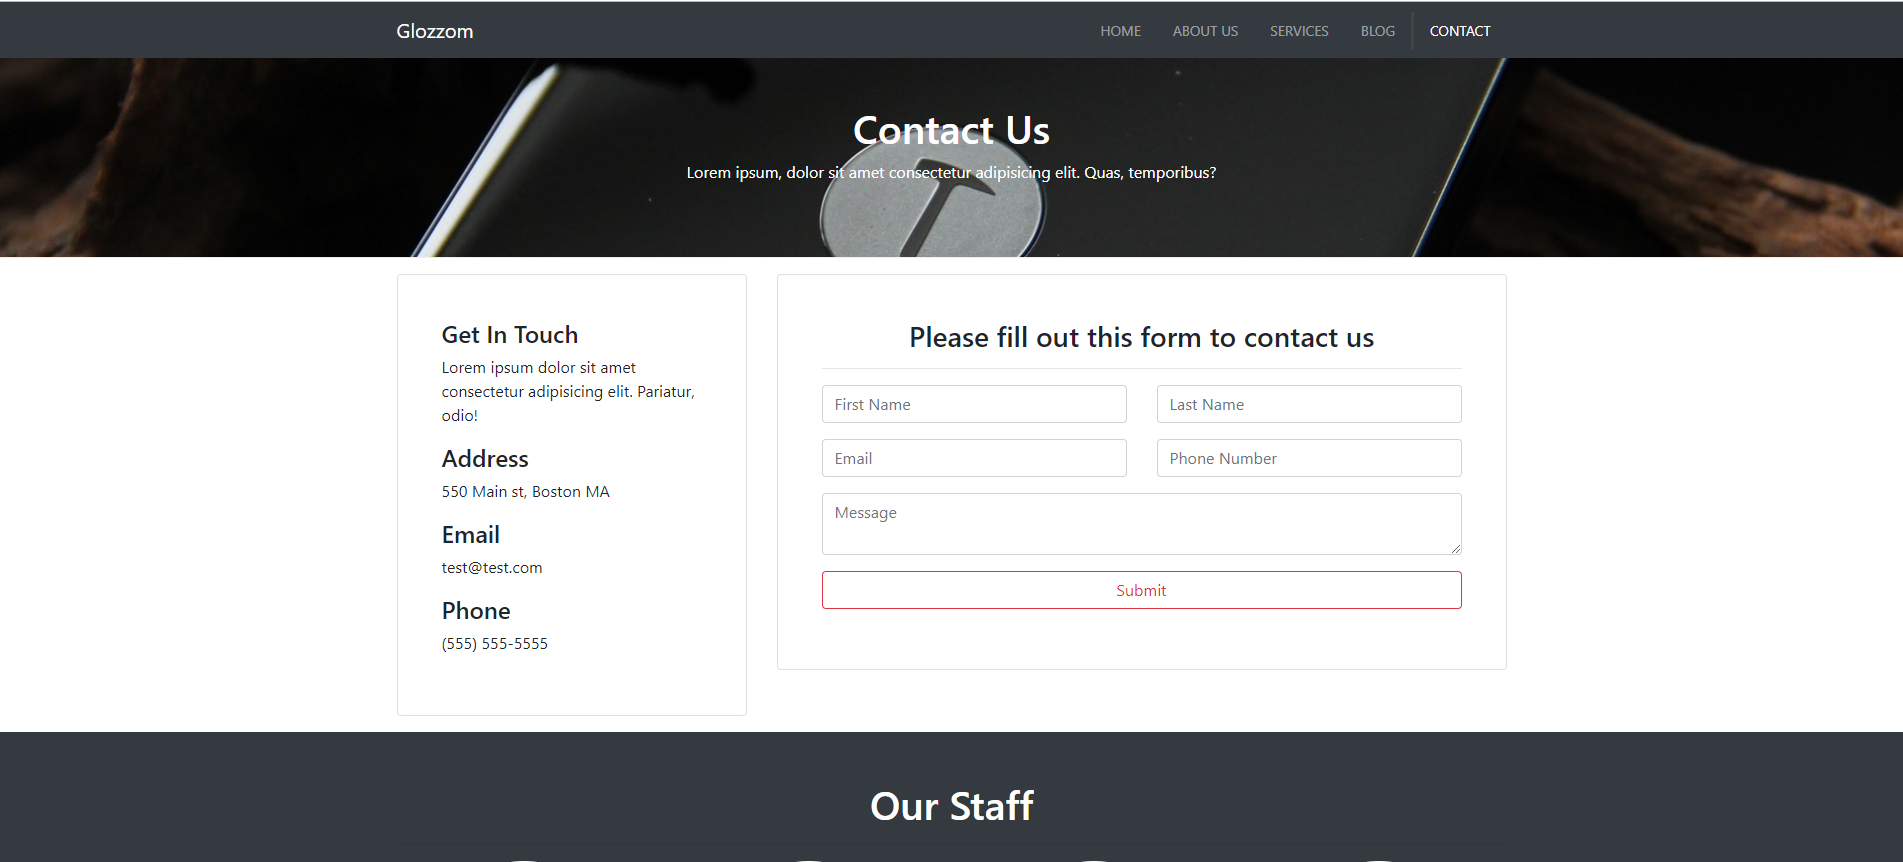 Glozzom
HOME
ABOUT US
SERVICES
BLOG
CONTACT
Contact Us
Lorem ipsum, dolor sit amet consectetur adipisicing elit. Quas, temporibus?
Get In Touch
Lorem ipsum dolor sit amet
consectetur adipisicing elit. Pariatur,
odio!
Address
550 Main st, Boston MA
Email
test@test.com
Phone
(555) 555-5555
Please fill out this form to contact us
First Name
Last Name
Email
Phone Number
Message
Submit
Our Staff